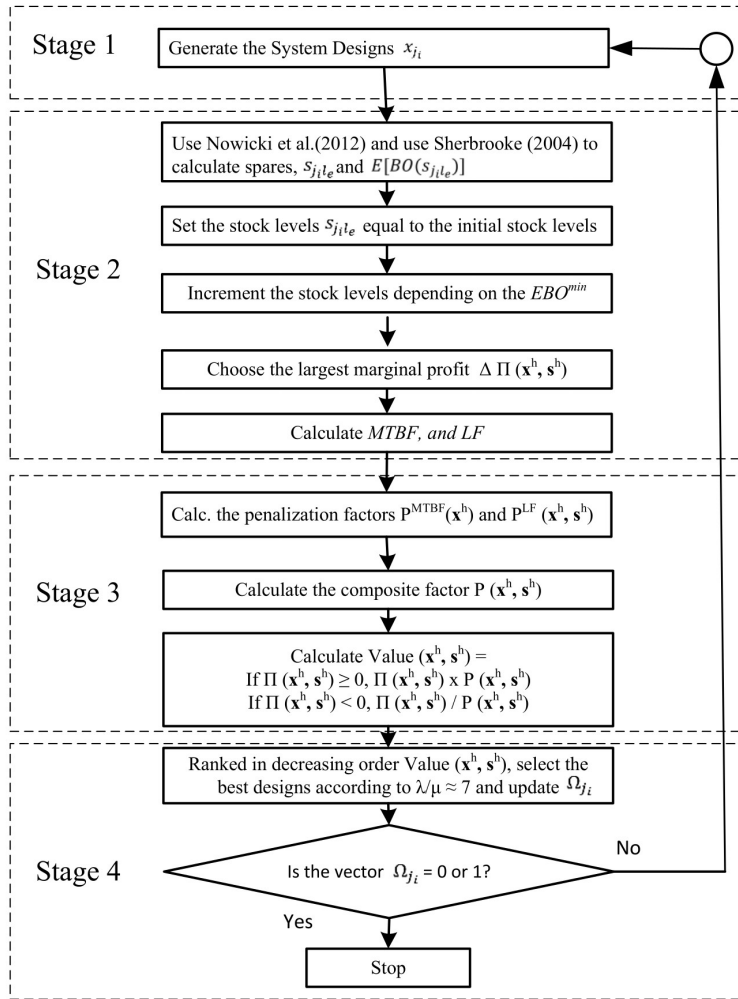 Stage 1
Generate the System Designs x_{j_i}
Stage 2
Use Nowicki et al.(2012) and use Sherbrooke (2004) to
calculate spares, s_{j_i l_e} and E[BO(s_{j_i l_e})]
Set the stock levels s_{j_i l_e} equal to the initial stock levels
Increment the stock levels depending on the EBO^{min}
Choose the largest marginal profit Δ Π (x^h, s^h)
Calculate MTBF, and LF
Stage 3
Calc. the penalization factors P^{MTBF}(x^h) and P^{LF} (x^h, s^h)
Calculate the composite factor P (x^h, s^h)
Calculate Value (x^h, s^h) =
If Π (x^h, s^h) ≥ 0, Π (x^h, s^h) x P (x^h, s^h)
If Π (x^h, s^h) < 0, Π (x^h, s^h) / P (x^h, s^h)
Stage 4
Ranked in decreasing order Value (x^h, s^h), select the
best designs according to λ/μ ≈ 7 and update Ω_{j_i}
Is the vector Ω_{j_i} = 0 or 1?
No
Yes
Stop